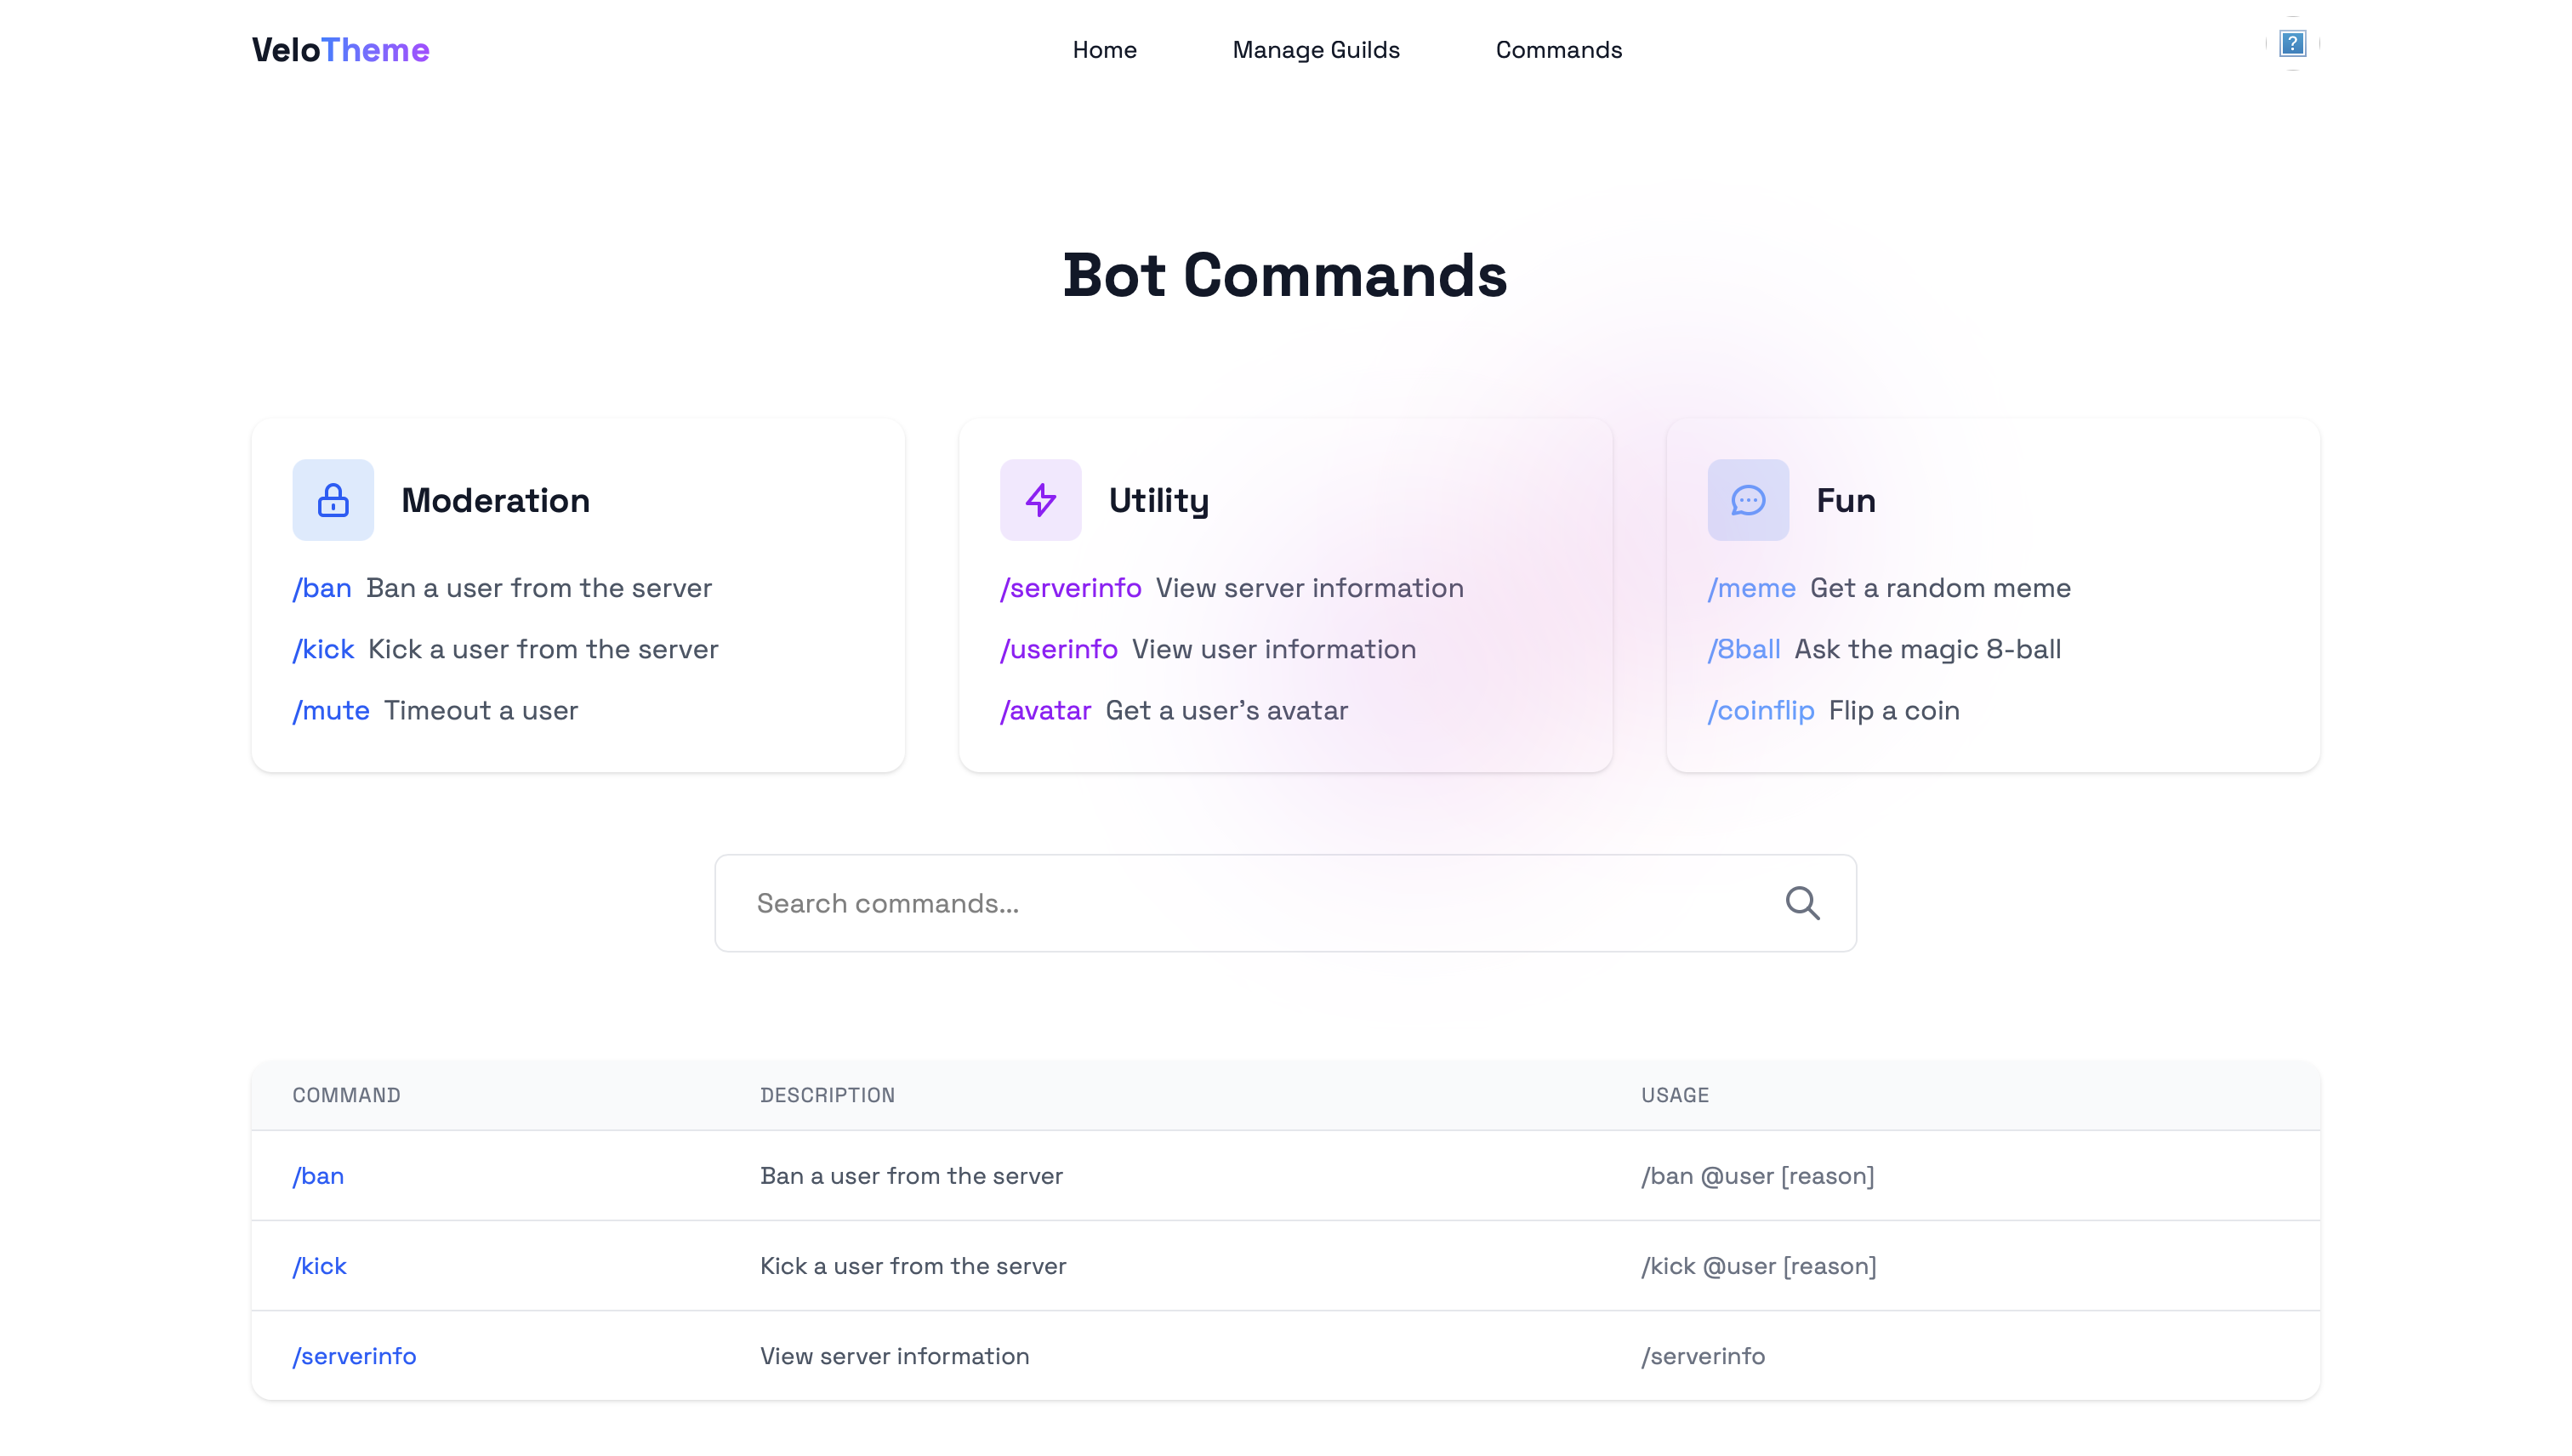 VeloTheme
Home Manage Guilds Commands
Bot Commands
Moderation
/ban Ban a user from the server
/kick Kick a user from the server
/mute Timeout a user
Utility
/serverinfo View server information
/userinfo View user information
/avatar Get a user's avatar
Fun
/meme Get a random meme
/8ball Ask the magic 8-ball
/coinflip Flip a coin
Search commands...
COMMAND DESCRIPTION USAGE
/ban Ban a user from the server /ban @user [reason]
/kick Kick a user from the server /kick @user [reason]
/serverinfo View server information /serverinfo